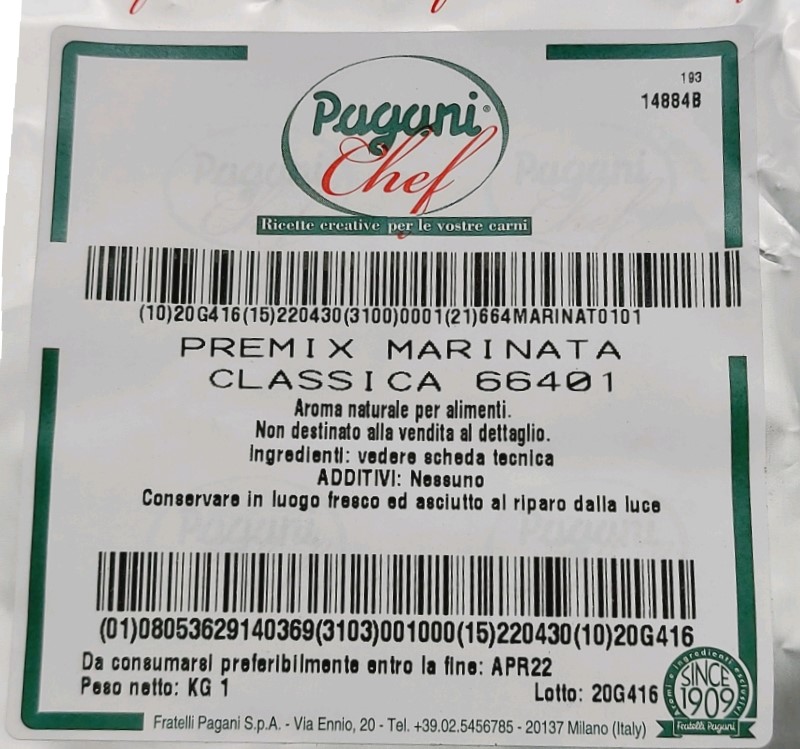 193
14884B
Pagani®
Chef
Ricette creative per le vostre carni
(10)20G416(15)220430(3100)0001(21)664MARINAT0101
PREMIX MARINATA
CLASSICA 66401
Aroma naturale per alimenti.
Non destinato alla vendita al dettaglio.
Ingredienti: vedere scheda tecnica
ADDITIVI: Nessuno
Conservare in luogo fresco ed asciutto al riparo dalla luce
(01)08053629140369(3103)001000(15)220430(10)20G416
Da consumarsi preferibilmente entro la fine: APR22
Peso netto: KG 1
Lotto: 20G416
Aromi e ingredienti esclusivi
SINCE
1909
Fratelli Pagani
Fratelli Pagani S.p.A. - Via Ennio, 20 - Tel. +39.02.5456785 - 20137 Milano (Italy)